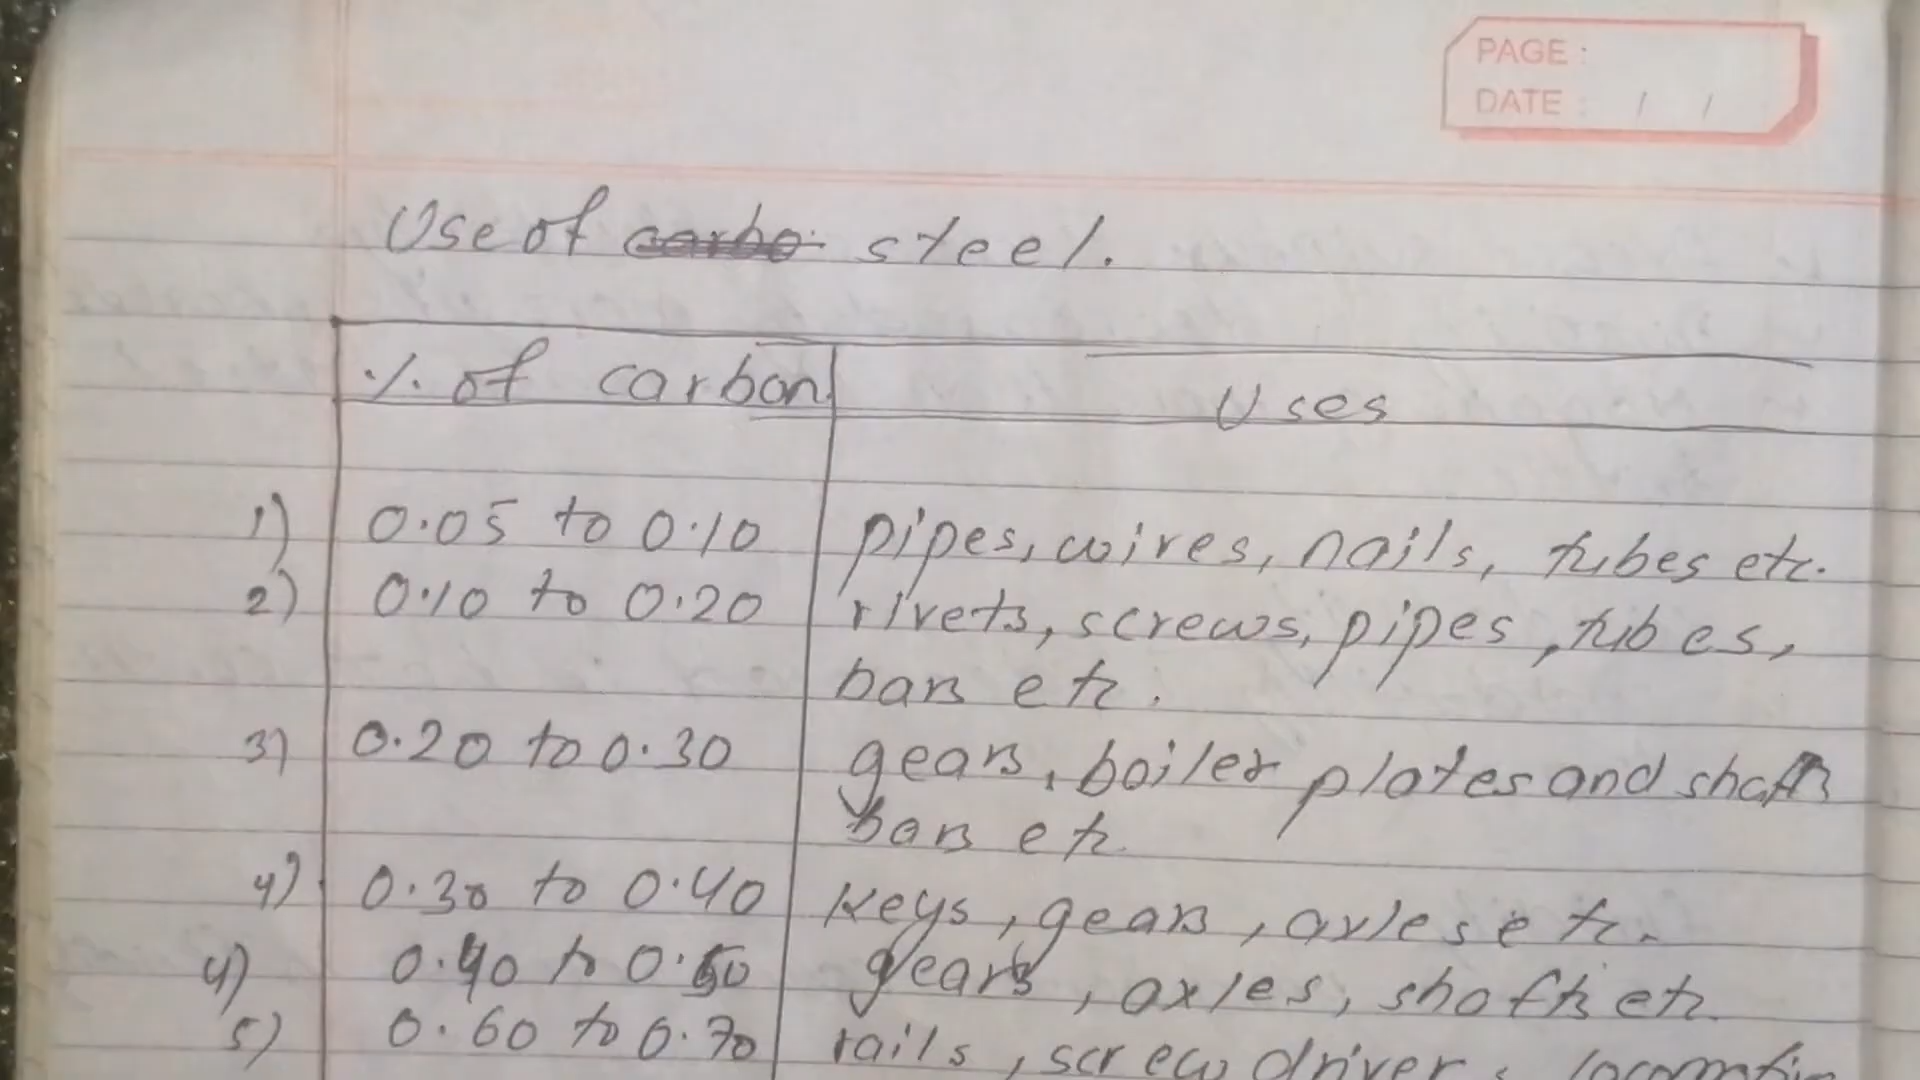 PAGE :
DATE : / /
Use of carbo steel.
% of carbon Uses
1) 0.05 to 0.10 pipes, wires, nails, tubes etc.
2) 0.10 to 0.20 rivets, screws, pipes, tubes,
bars etc.
3) 0.20 to 0.30 gears, boiler plates and shafts
bars etc.
4) 0.30 to 0.40 keys, gears, axles etc.
4) 0.40 to 0.50 gears, axles, shafts etc.
5) 0.60 to 0.70 rails, screw driver,